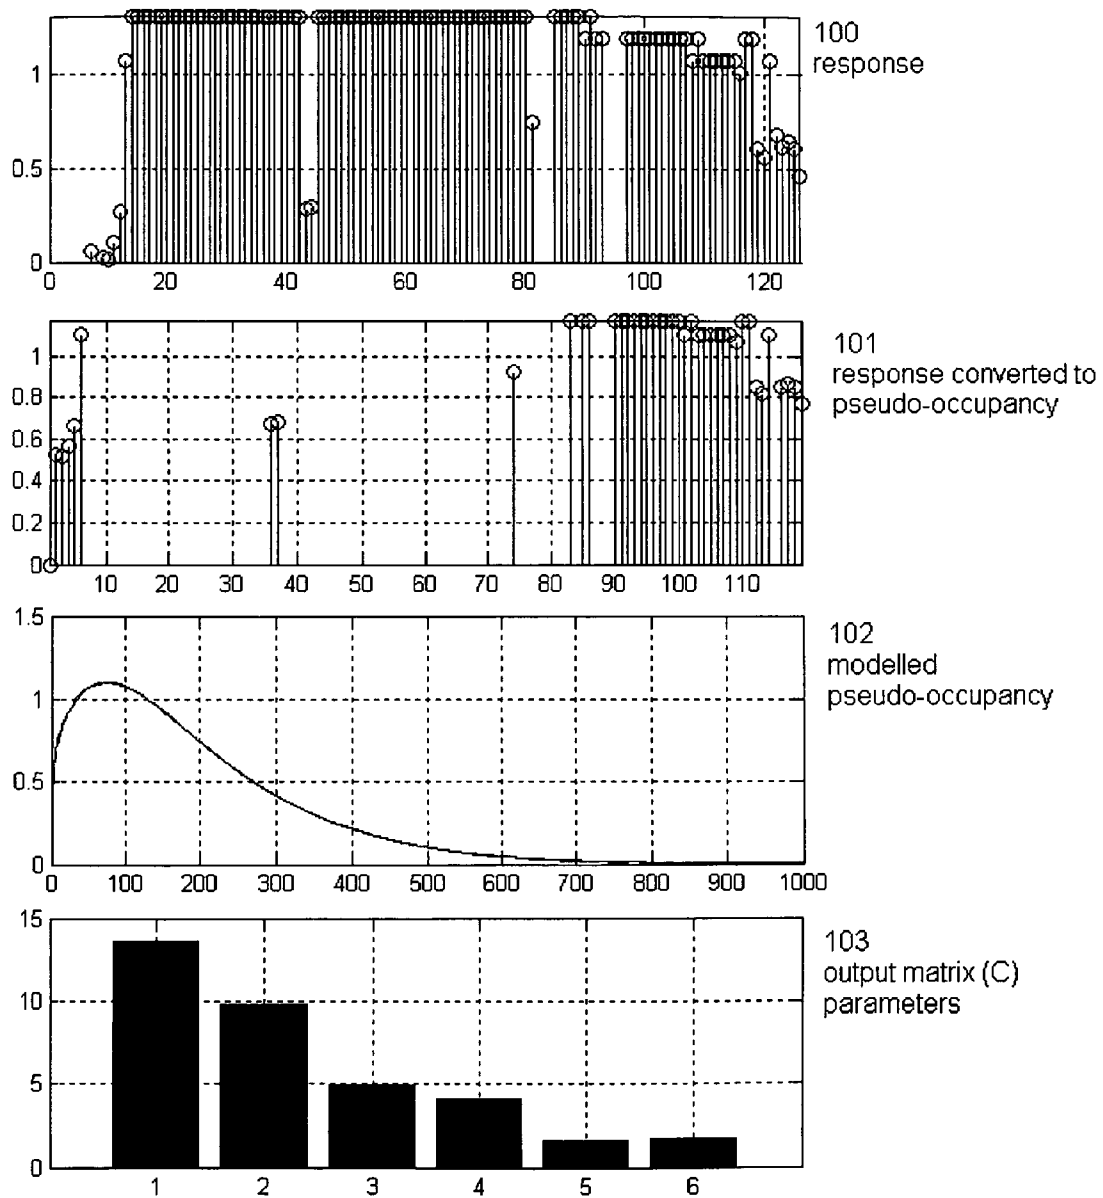 100
response
1
0.5
0
0 20 40 60 80 100 120
101
response converted to
pseudo-occupancy
1
0.8
0.6
0.4
0.2
0
10 20 30 40 50 60 70 80 90 100 110
1.5
102
modelled
pseudo-occupancy
1
0.5
0
0 100 200 300 400 500 600 700 800 900 1000
15
103
output matrix (C)
parameters
10
5
0
1 2 3 4 5 6